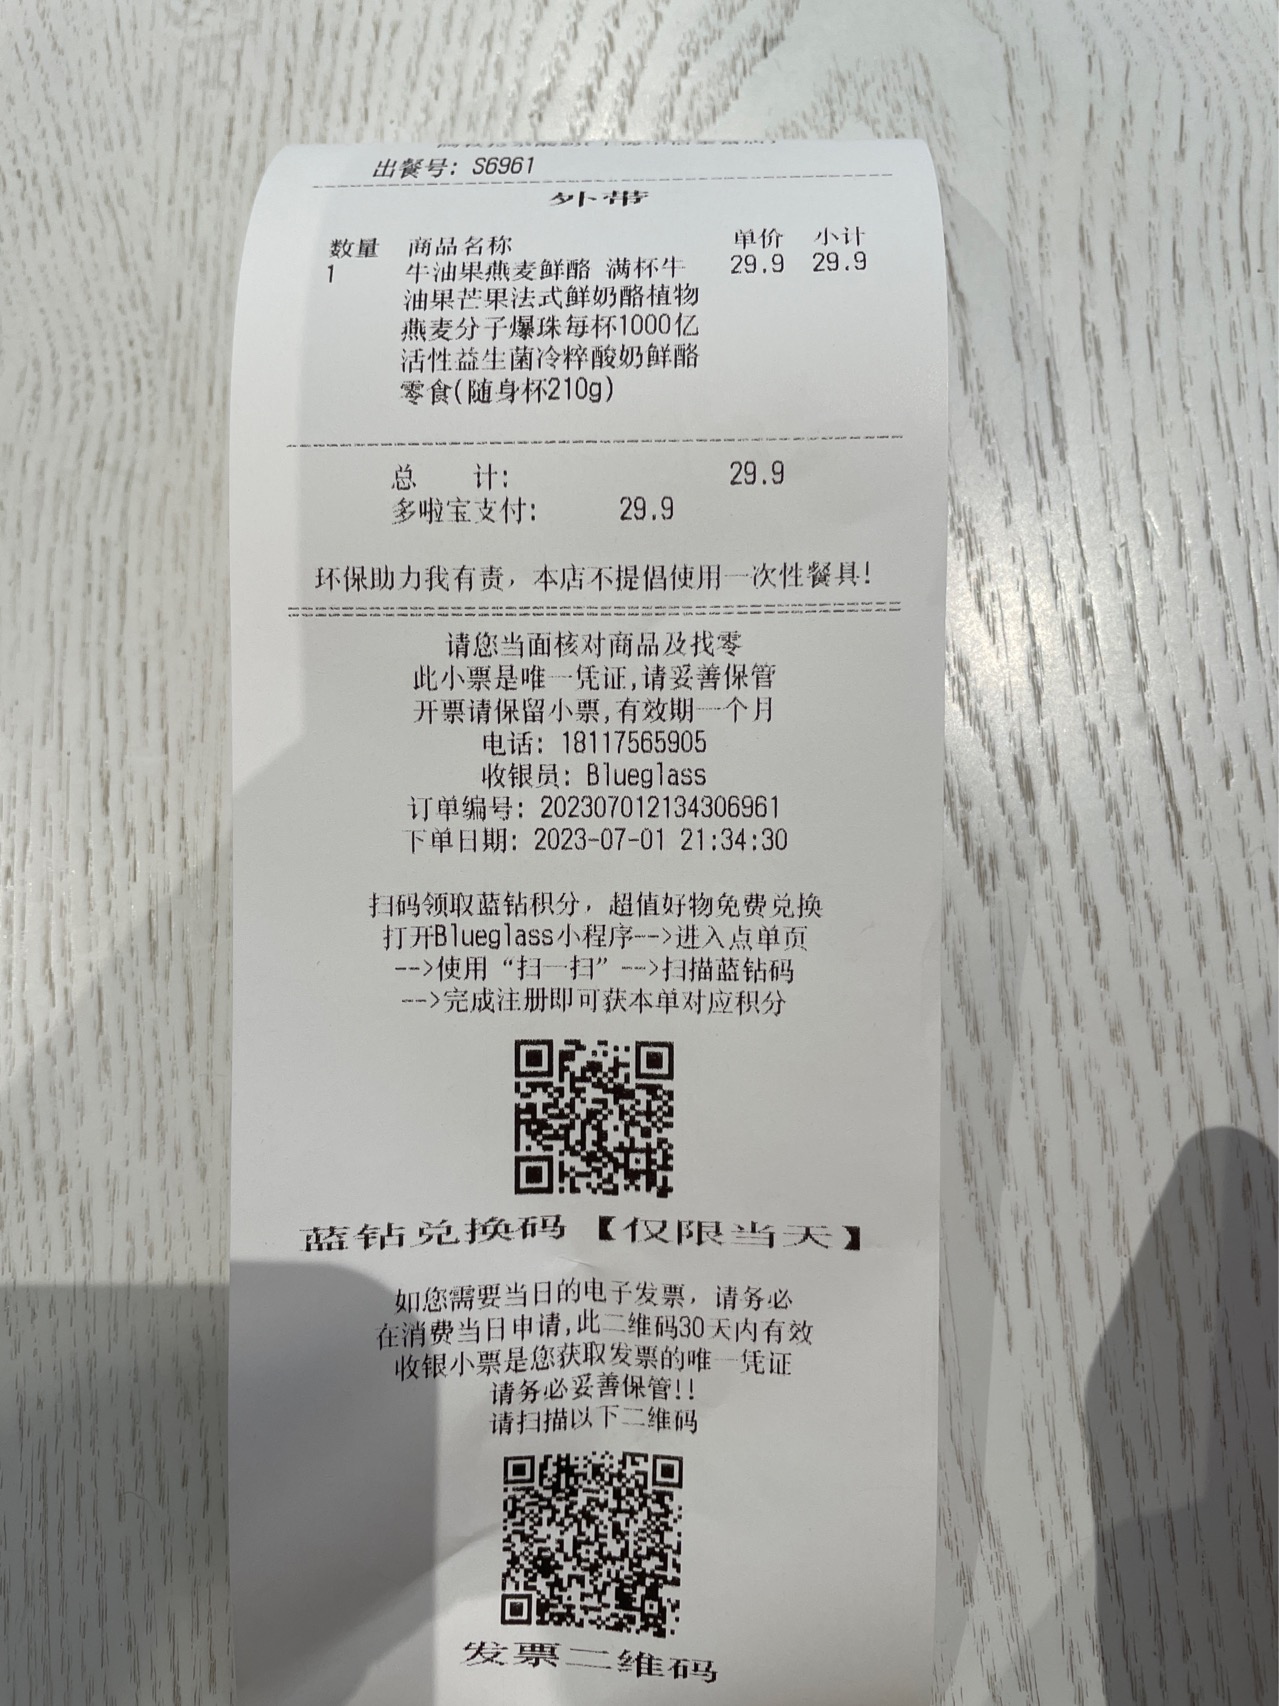 出餐号: S6961
外带
数量 商品名称 单价 小计
1 牛油果燕麦鲜酪 满杯牛 29.9 29.9
油果芒果法式鲜奶酪植物
燕麦分子爆珠每杯1000亿
活性益生菌冷粹酸奶鲜酪
零食(随身杯210g)
总 计: 29.9
多啦宝支付: 29.9
环保助力我有责，本店不提倡使用一次性餐具!
请您当面核对商品及找零
此小票是唯一凭证,请妥善保管
开票请保留小票,有效期一个月
电话: 18117565905
收银员: Blueglass
订单编号: 202307012134306961
下单日期: 2023-07-01 21:34:30
扫码领取蓝钻积分，超值好物免费兑换
打开Blueglass小程序-->进入点单页
-->使用“扫一扫”-->扫描蓝钻码
-->完成注册即可获本单对应积分
蓝钻兑换码【仅限当天】
如您需要当日的电子发票，请务必
在消费当日申请,此二维码30天内有效
收银小票是您获取发票的唯一凭证
请务必妥善保管!!
请扫描以下二维码
发票二维码